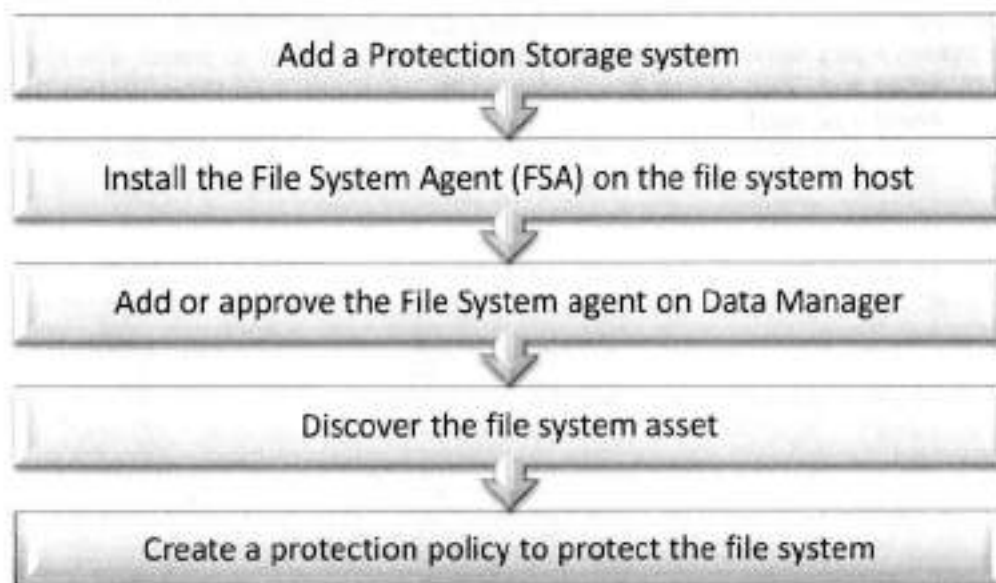 Add a Protection Storage system
Install the File System Agent (FSA) on the file system host
Add or approve the File System agent on Data Manager
Discover the file system asset
Create a protection policy to protect the file system